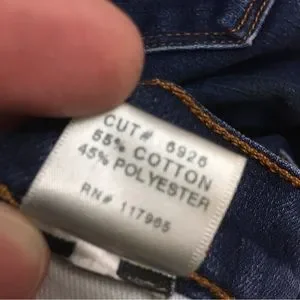 CUT# 6926
55% COTTON
45% POLYESTER
RN# 117965